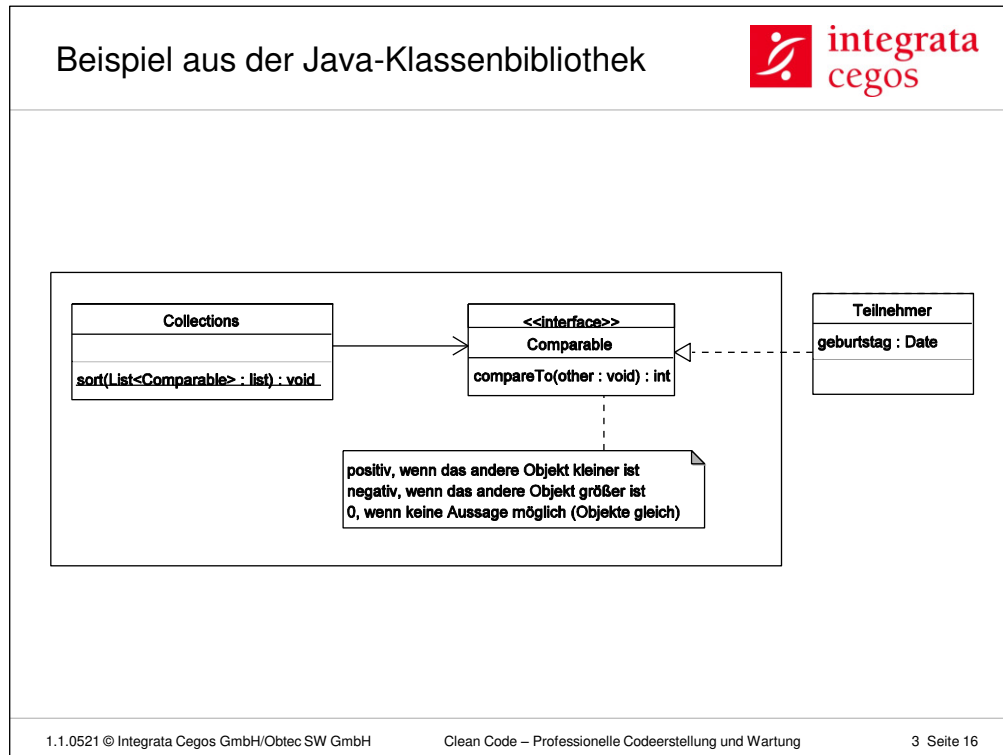 Beispiel aus der Java-Klassenbibliothek
integrata
cegos
Collections
sort(List<Comparable> : list) : void
<<interface>>
Comparable
compareTo(other : void) : int
Teilnehmer
geburtstag : Date
positiv, wenn das andere Objekt kleiner ist
negativ, wenn das andere Objekt größer ist
0, wenn keine Aussage möglich (Objekte gleich)
1.1.0521 © Integrata Cegos GmbH/Obtec SW GmbH
Clean Code – Professionelle Codeerstellung und Wartung
3 Seite 16